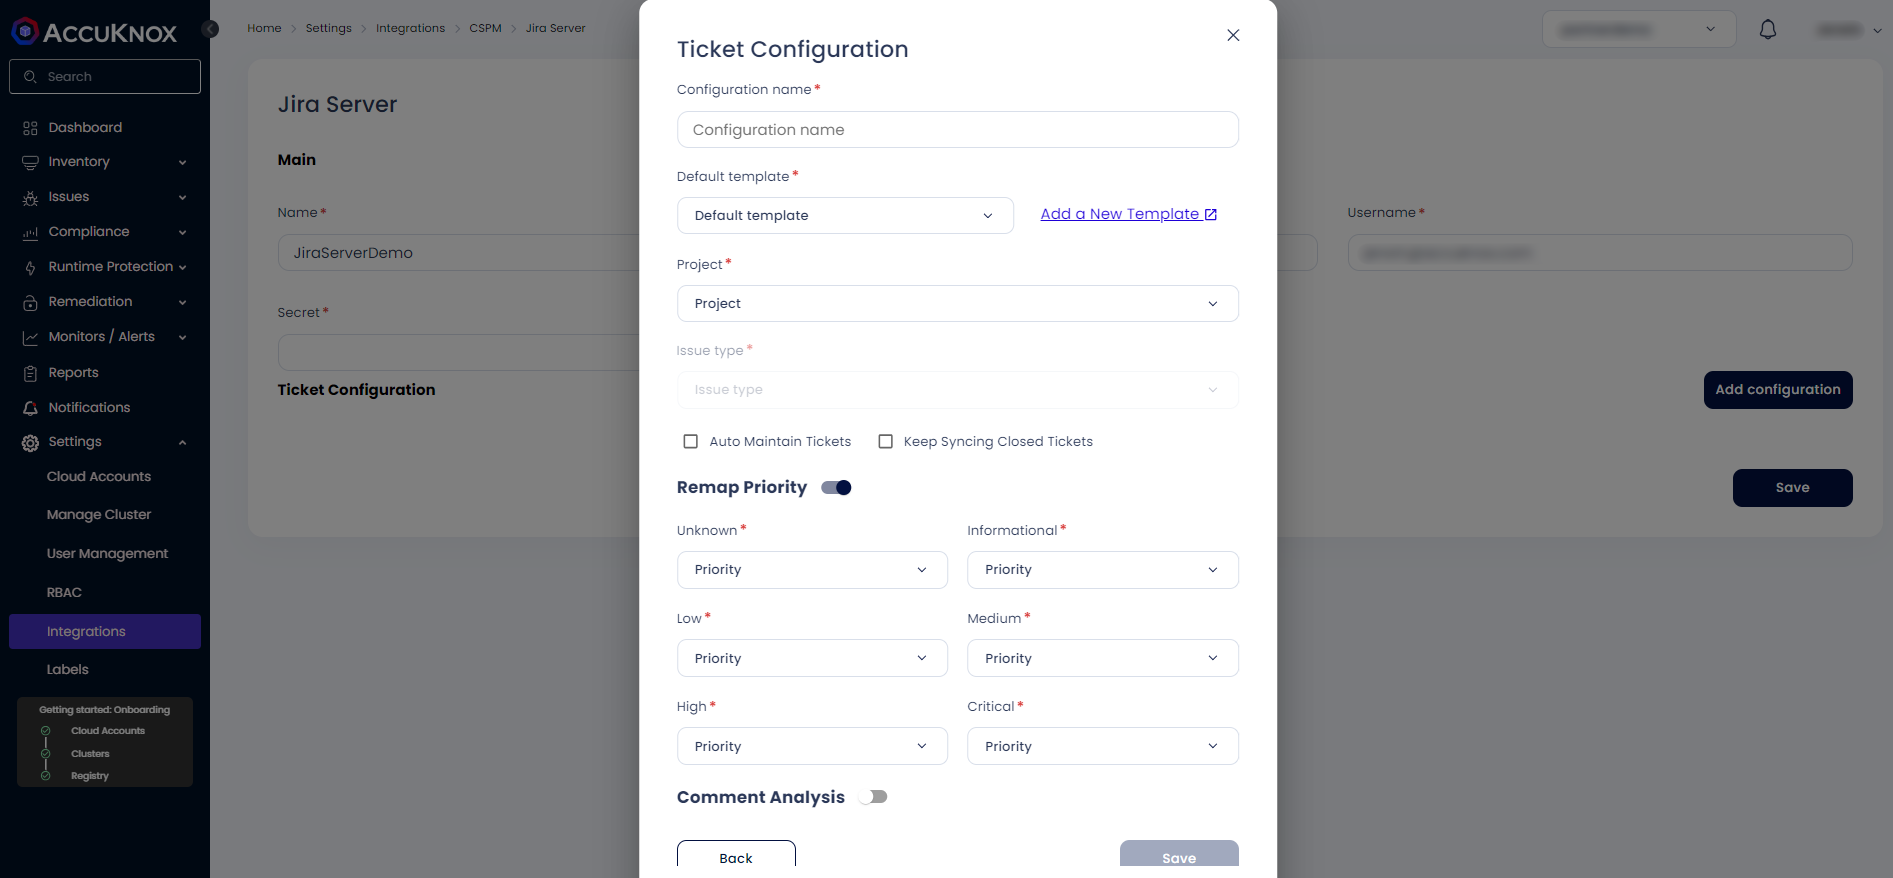 ACCUKNOX
Search
Dashboard
Inventory
Issues
Compliance
Runtime Protection
Remediation
Monitors / Alerts
Reports
Notifications
Settings
Cloud Accounts
Manage Cluster
User Management
RBAC
Integrations
Labels
Getting started: Onboarding
Cloud Accounts
Clusters
Registry
Home > Settings > Integrations > CSPM > Jira Server
Jira Server
Main
Name *
JiraServerDemo
Username *
Secret *
Ticket Configuration
Add configuration
Save
Ticket Configuration
Configuration name *
Configuration name
Default template *
Default template
Add a New Template
Project *
Project
Issue type *
Issue type
Auto Maintain Tickets Keep Syncing Closed Tickets
Remap Priority
Unknown * Informational *
Priority Priority
Low * Medium *
Priority Priority
High * Critical *
Priority Priority
Comment Analysis
Back Save